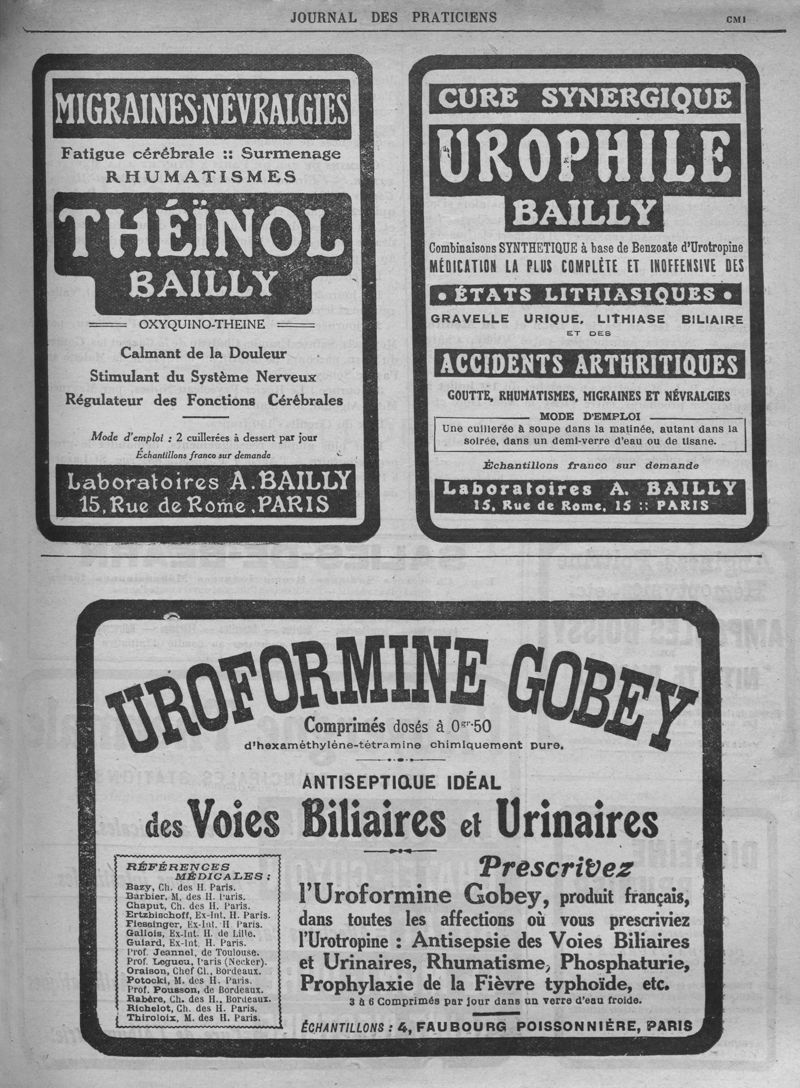 JOURNAL DES PRATICIENS
CMI
MIGRAINES-NÉVRALGIES
Fatigue cérébrale :: Surmenage
RHUMATISMES
THÉÏNOL
BAILLY
OXYQUINO-THEINE
Calmant de la Douleur
Stimulant du Système Nerveux
Régulateur des Fonctions Cérébrales
Mode d'emploi : 2 cuillerées à dessert par jour
Échantillons franco sur demande
Laboratoires A. BAILLY
15, Rue de Rome, PARIS
CURE SYNERGIQUE
UROPHILE
BAILLY
Combinaisons SYNTHETIQUE à base de Benzoate d'Urotropine
MÉDICATION LA PLUS COMPLÈTE ET INOFFENSIVE DES
• ÉTATS LITHIASIQUES •
GRAVELLE URIQUE, LITHIASE BILIAIRE
ET DES
ACCIDENTS ARTHRITIQUES
GOUTTE, RHUMATISMES, MIGRAINES ET NÉVRALGIES
MODE D'EMPLOI
Une cuillerée à soupe dans la matinée, autant dans la
soirée, dans un demi-verre d'eau ou de tisane.
Échantillons franco sur demande
Laboratoires A. BAILLY
15, Rue de Rome, 15 :: PARIS
UROFORMINE GOBEY
Comprimés dosés à 0gr.50
d'hexaméthylène-tétramine chimiquement pure.
ANTISEPTIQUE IDÉAL
des Voies Biliaires et Urinaires
RÉFÉRENCES
MÉDICALES :
Bazy, Ch. des H. Paris.
Barbier, M. des H. Paris.
Chaput, Ch. des H. Paris.
Ertzbischoff, Ex-Int. H. Paris.
Fiessinger, Ex-Int. H Paris.
Gallois, Ex-Int. H. de Lille.
Guiard, Ex-Int. H. Paris.
Prof. Jeannel, de Toulouse.
Prof. Legueu, Paris (Necker).
Oraison, Chef Cl., Bordeaux.
Potocki, M. des H. Paris.
Prof. Pousson, de Bordeaux.
Rabère, Ch. des H., Bordeaux.
Richelot, Ch. des H. Paris.
Thiroloix, M. des H. Paris.
Prescrivez
l'Uroformine Gobey, produit français,
dans toutes les affections où vous prescriviez
l'Urotropine : Antisepsie des Voies Biliaires
et Urinaires, Rhumatisme, Phosphaturie,
Prophylaxie de la Fièvre typhoïde, etc.
3 à 6 Comprimés par jour dans un verre d'eau froide.
ÉCHANTILLONS : 4, FAUBOURG POISSONNIÈRE, PARIS